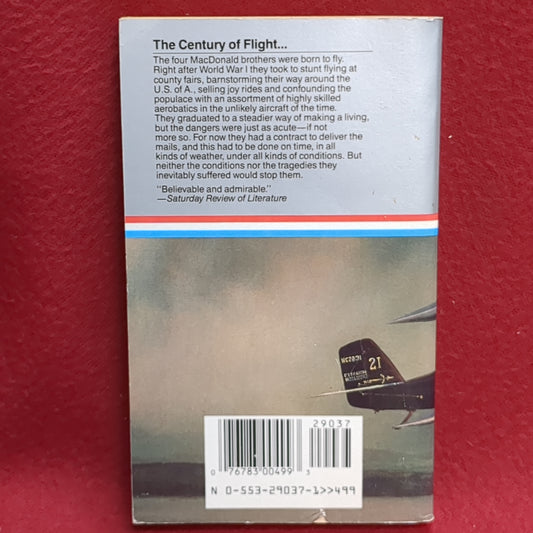 The Century of Flight...
The four MacDonald brothers were born to fly.
Right after World War I they took to stunt flying at
county fairs, barnstorming their way around the
U.S. of A., selling joy rides and confounding the
populace with an assortment of highly skilled
aerobatics in the unlikely aircraft of the time.
They graduated to a steadier way of making a living,
but the dangers were just as acute—if not
more so. For now they had a contract to deliver the
mails, and this had to be done on time, in all
kinds of weather, under all kinds of conditions. But
neither the conditions nor the tragedies they
inevitably suffered would stop them.
"Believable and admirable."
—Saturday Review of Literature
21
29037
0 76783 00499 3
N 0-553-29037-1>>499